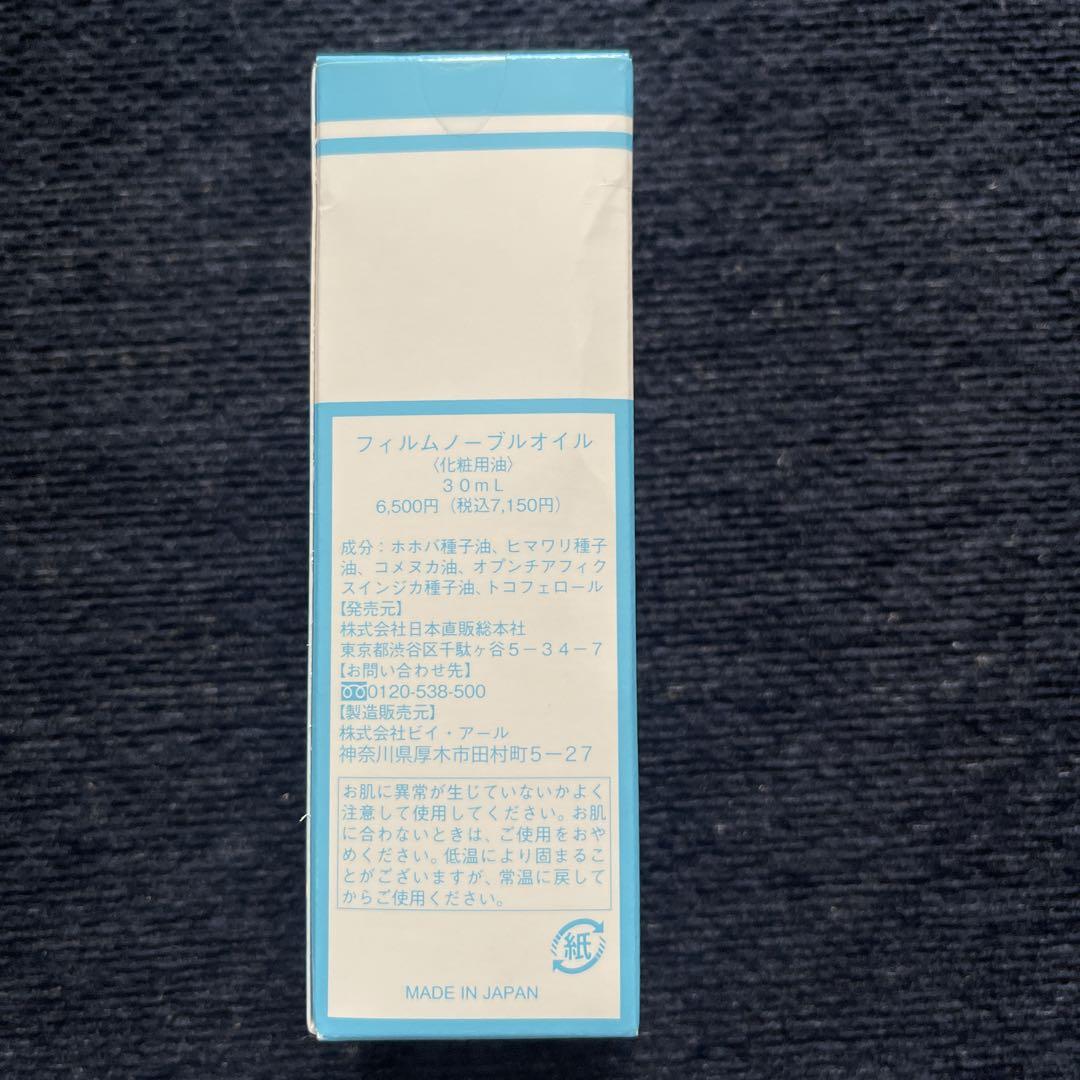 フィルムノーブルオイル
〈化粧用油〉
３０mL
6,500円（税込7,150円）
成分：ホホバ種子油、ヒマワリ種子
油、コメヌカ油、オプンチアフィク
スインジカ種子油、トコフェロール
【発売元】
株式会社日本直販総本社
東京都渋谷区千駄ヶ谷５－３４－７
【お問い合わせ先】
0120-538-500
【製造販売元】
株式会社ビイ・アール
神奈川県厚木市田村町５－２７
お肌に異常が生じていないかよく
注意して使用してください。お肌
に合わないときは、ご使用をおや
めください。低温により固まるこ
とがございますが、常温に戻して
からご使用ください。
紙
MADE IN JAPAN